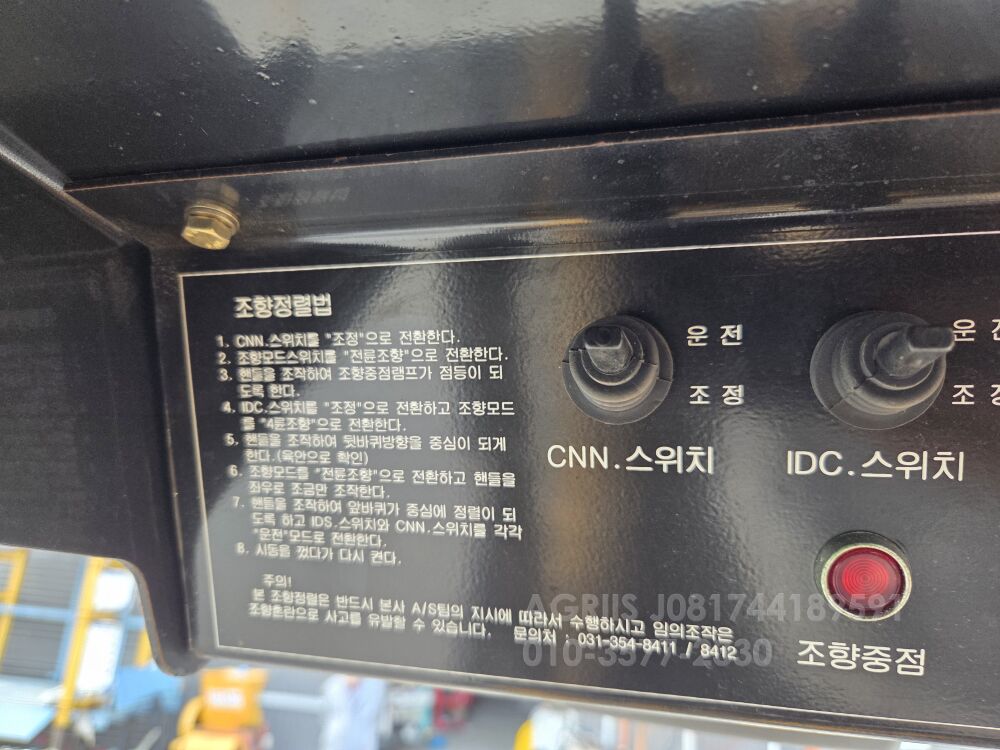 조향정렬법
1. CNN.스위치를 "조정"으로 전환한다.
2. 조향모드스위치를 "전륜조향"으로 전환한다.
3. 핸들을 조작하여 조향중점램프가 점등이 되
도록 한다.
4. IDC.스위치를 "조정"으로 전환하고 조향모드
를 "4륜조향"으로 전환한다.
5. 핸들을 조작하여 뒷바퀴방향을 중심이 되게
한다.(육안으로 확인)
6. 조향모드를 "전륜조향"으로 전환하고 핸들을
좌우로 조금만 조작한다.
7. 핸들을 조작하여 앞바퀴가 중심에 정렬이 되
도록 하고 IDS.스위치와 CNN.스위치를 각각
"운전"모드로 전환한다.
8. 시동을 껐다가 다시 켠다.
주의!
본 조향정렬은 반드시 본사 A/S팀의 지시에 따라서 수행하시고 임의조작은
조향혼란으로 사고를 유발할 수 있습니다. 문의처 : 031-354-8411 / 8412
운전
조정
CNN.스위치
운전
조정
IDC.스위치
조향중점
AGRIIS J081744189591